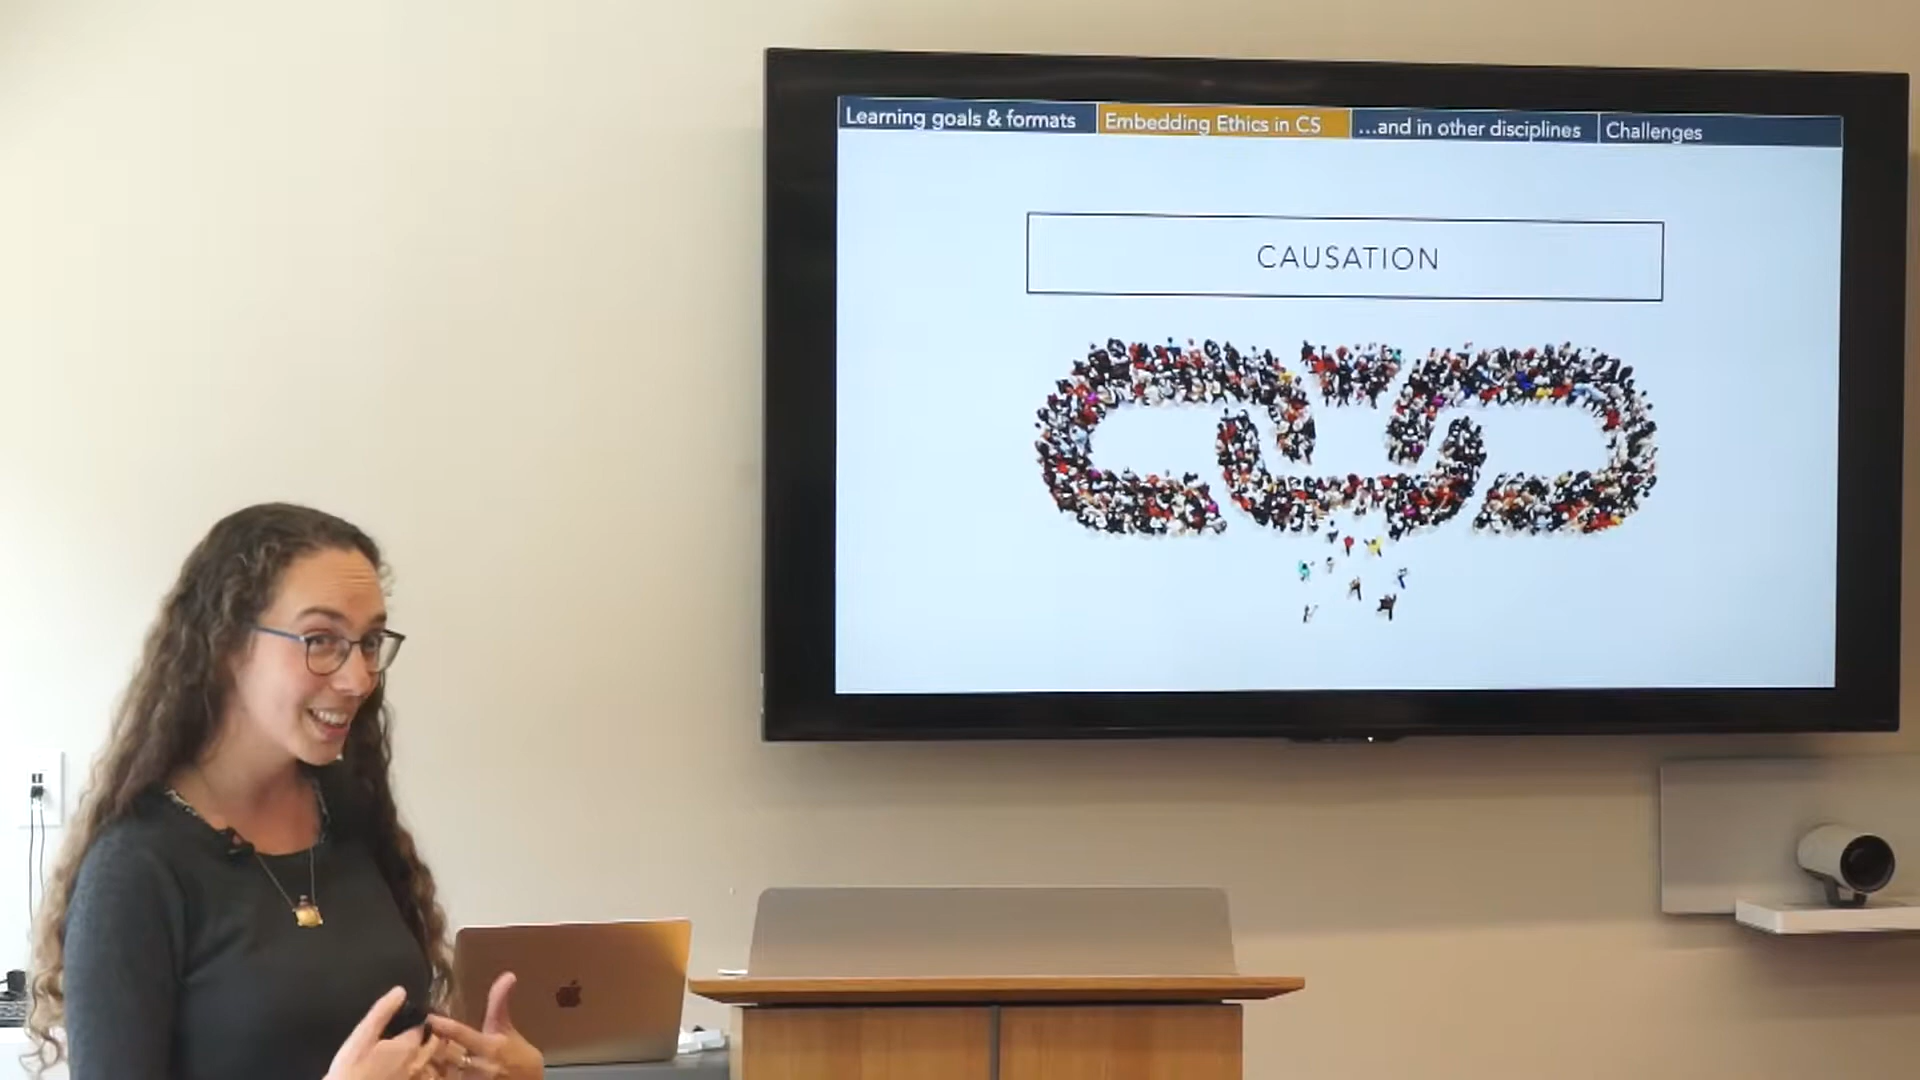 Learning goals & formats
Embedding Ethics in CS
...and in other disciplines
Challenges
CAUSATION